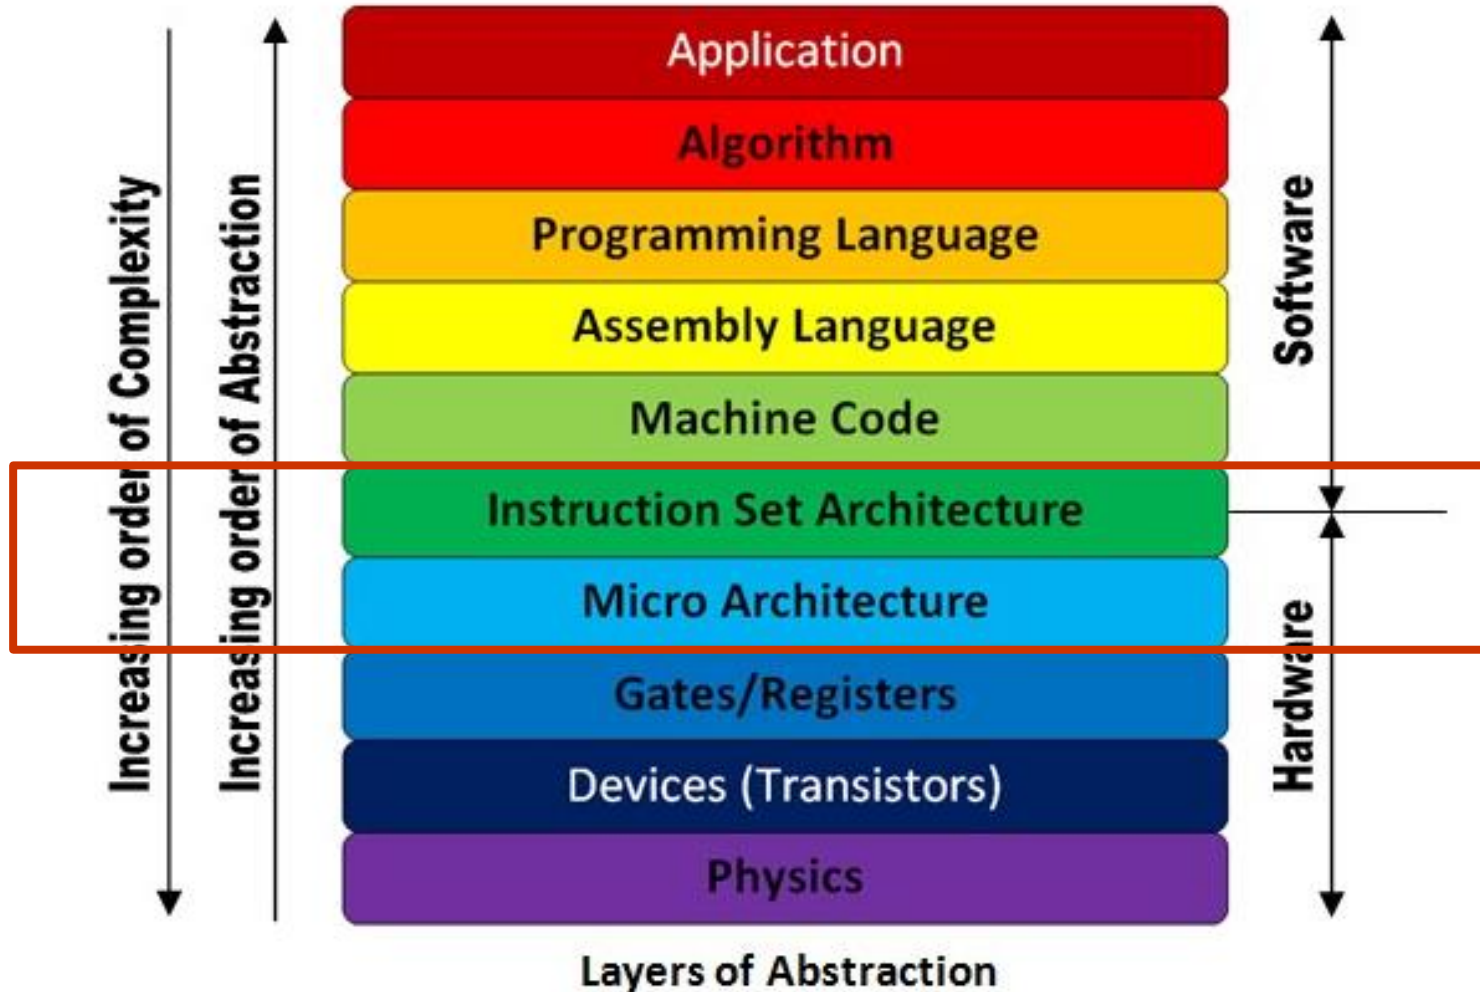 Application
Algorithm
Programming Language
Assembly Language
Machine Code
Instruction Set Architecture
Micro Architecture
Gates/Registers
Devices (Transistors)
Physics
Increasing order of Complexity
Increasing order of Abstraction
Software
Hardware
Layers of Abstraction